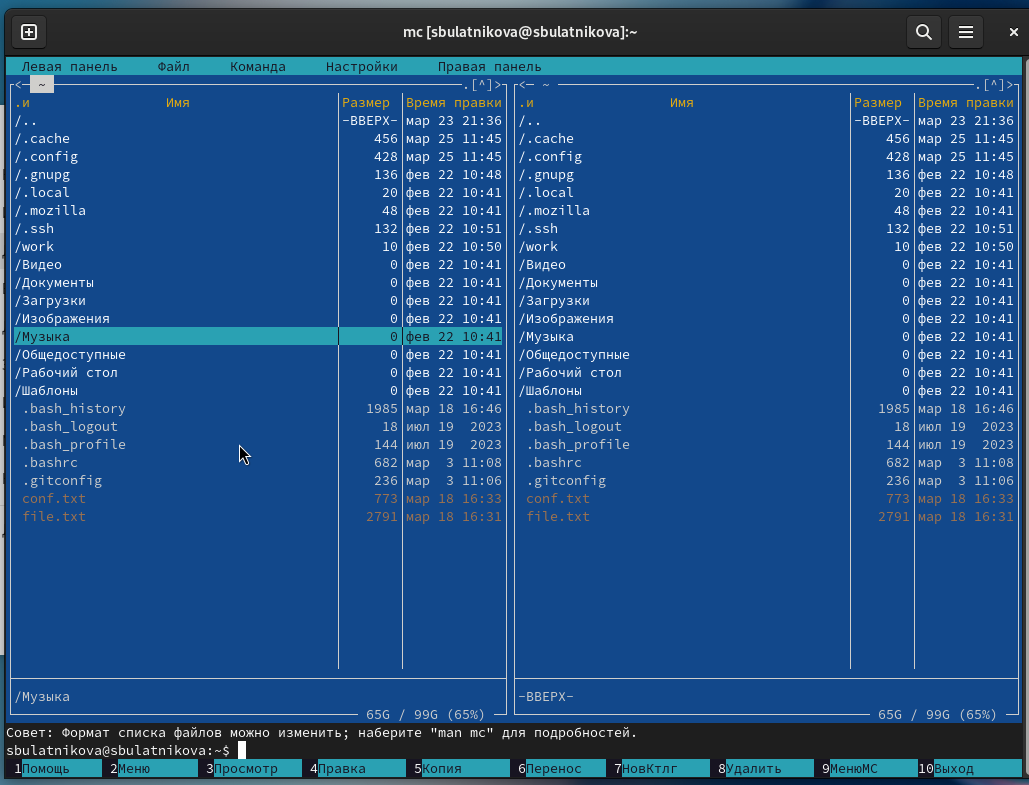 mc [sbulatnikova@sbulatnikova]:~
Левая панель Файл Команда Настройки Правая панель
<─ ~ .[^]>
.и Имя Размер Время правки
/.. -ВВЕРХ- мар 23 21:36
/.cache 456 мар 25 11:45
/.config 428 мар 25 11:45
/.gnupg 136 фев 22 10:48
/.local 20 фев 22 10:41
/.mozilla 48 фев 22 10:41
/.ssh 132 фев 22 10:51
/work 10 фев 22 10:50
/Видео 0 фев 22 10:41
/Документы 0 фев 22 10:41
/Загрузки 0 фев 22 10:41
/Изображения 0 фев 22 10:41
/Музыка 0 фев 22 10:41
/Общедоступные 0 фев 22 10:41
/Рабочий стол 0 фев 22 10:41
/Шаблоны 0 фев 22 10:41
.bash_history 1985 мар 18 16:46
.bash_logout 18 июл 19 2023
.bash_profile 144 июл 19 2023
.bashrc 682 мар 3 11:08
.gitconfig 236 мар 3 11:06
conf.txt 773 мар 18 16:33
file.txt 2791 мар 18 16:31
/Музыка
65G / 99G (65%)
<─ ~ .[^]>
.и Имя Размер Время правки
/.. -ВВЕРХ- мар 23 21:36
/.cache 456 мар 25 11:45
/.config 428 мар 25 11:45
/.gnupg 136 фев 22 10:48
/.local 20 фев 22 10:41
/.mozilla 48 фев 22 10:41
/.ssh 132 фев 22 10:51
/work 10 фев 22 10:50
/Видео 0 фев 22 10:41
/Документы 0 фев 22 10:41
/Загрузки 0 фев 22 10:41
/Изображения 0 фев 22 10:41
/Музыка 0 фев 22 10:41
/Общедоступные 0 фев 22 10:41
/Рабочий стол 0 фев 22 10:41
/Шаблоны 0 фев 22 10:41
.bash_history 1985 мар 18 16:46
.bash_logout 18 июл 19 2023
.bash_profile 144 июл 19 2023
.bashrc 682 мар 3 11:08
.gitconfig 236 мар 3 11:06
conf.txt 773 мар 18 16:33
file.txt 2791 мар 18 16:31
-ВВЕРХ-
65G / 99G (65%)
Совет: Формат списка файлов можно изменить; наберите "man mc" для подробностей.
sbulatnikova@sbulatnikova:~$
1Помощь 2Меню 3Просмотр 4Правка 5Копия 6Перенос 7НовКтлг 8Удалить 9МенюMC 10Выход